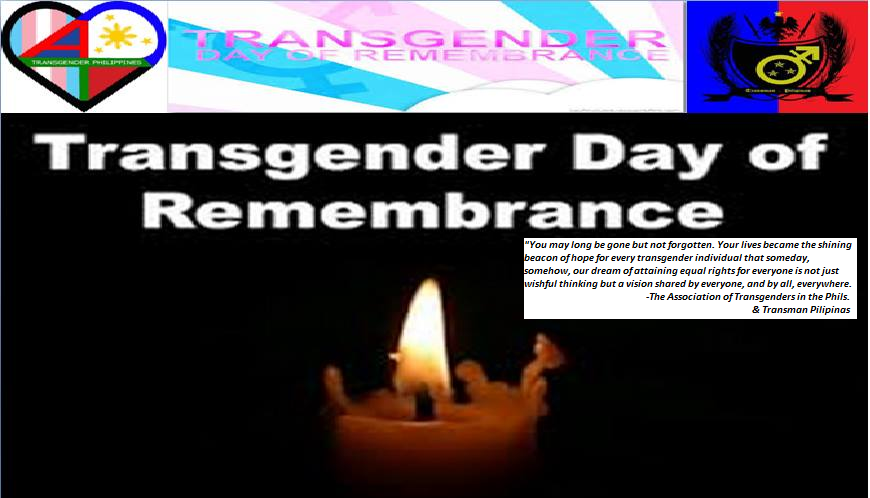 TRANSGENDER PHILIPPINES
TRANSGENDER
DAY OF REMEMBRANCE
Transman Pilipinas
Transgender Day of
Remembrance
"You may long be gone but not forgotten. Your lives became the shining
beacon of hope for every transgender individual that someday,
somehow, our dream of attaining equal rights for everyone is not just
wishful thinking but a vision shared by everyone, and by all, everywhere.
-The Association of Transgenders in the Phils.
& Transman Pilipinas